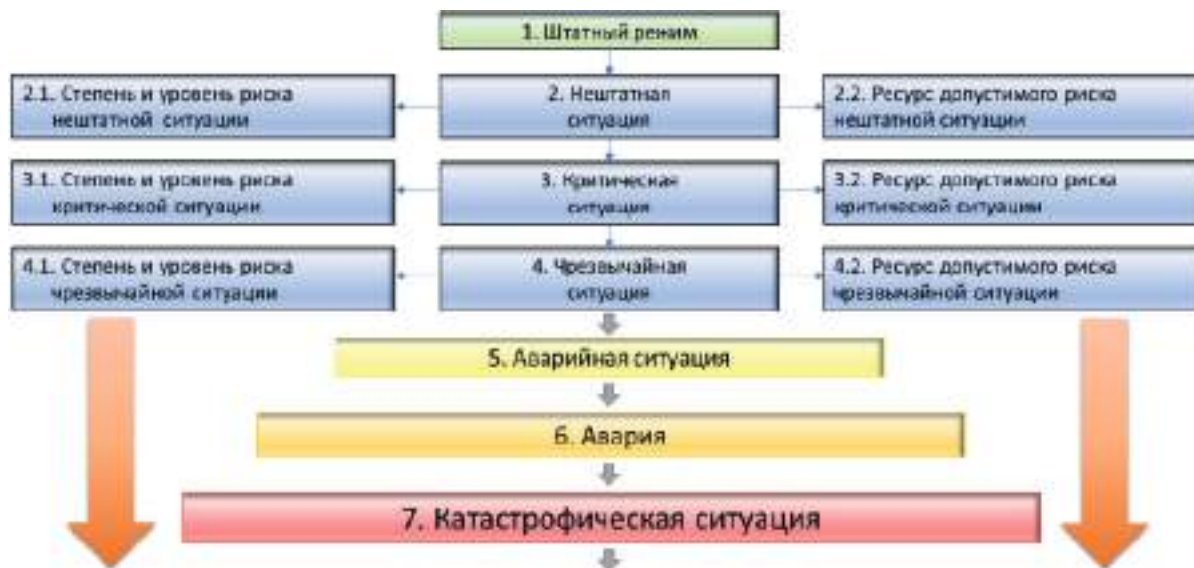 1. Штатный режим
2.1. Степень и уровень риска
нештатной ситуации
2. Нештатная
ситуация
2.2. Ресурс допустимого риска
нештатной ситуации
3.1. Степень и уровень риска
критической ситуации
3. Критическая
ситуация
3.2. Ресурс допустимого риска
критической ситуации
4.1. Степень и уровень риска
чрезвычайной ситуации
4. Чрезвычайная
ситуация
4.2. Ресурс допустимого риска
чрезвычайной ситуации
5. Аварийная ситуация
6. Авария
7. Катастрофическая ситуация